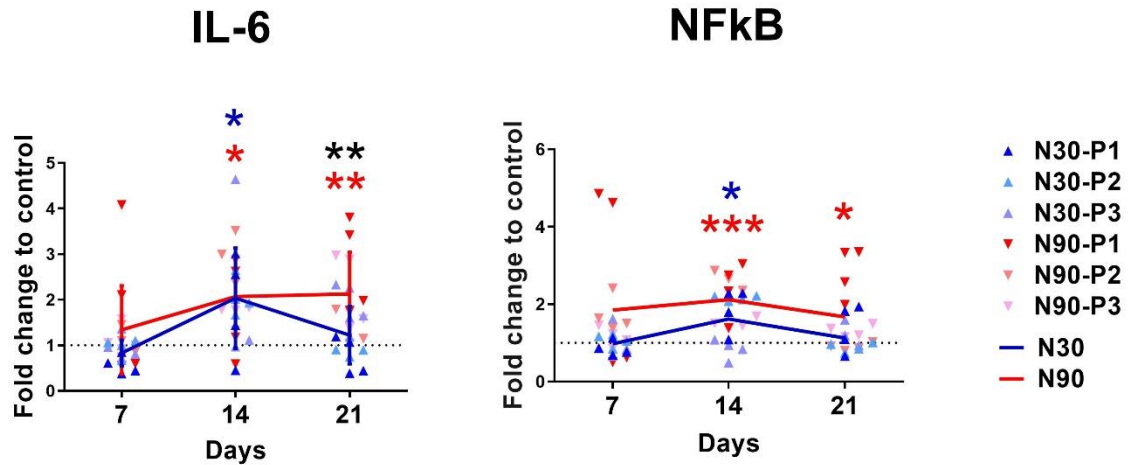 IL-6
NFkB
*
*
**
**
Fold change to control
5
4
3
2
1
0
7
14
21
Days
*
***
*
Fold change to control
6
4
2
0
7
14
21
Days
N30-P1
N30-P2
N30-P3
N90-P1
N90-P2
N90-P3
N30
N90